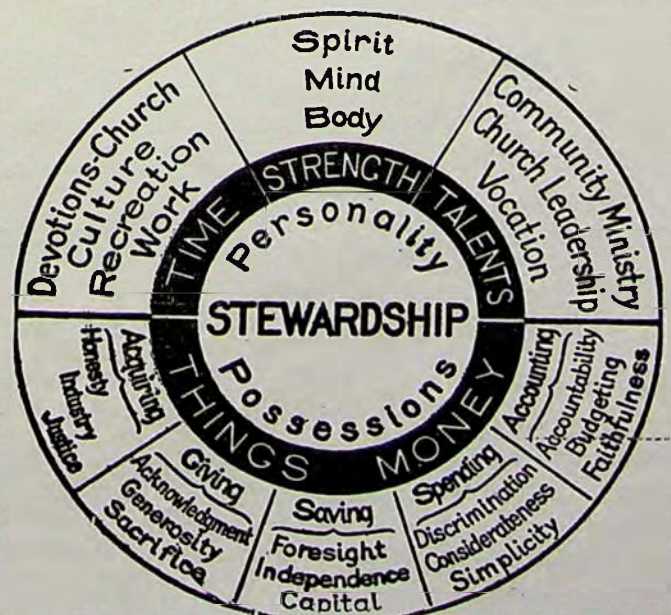 Spirit
Mind
Body
Devotions-Church
Culture
Recreation
Work
Community Ministry
Church Leadership
Vocation
TIME
STRENGTH
TALENTS
Personality
STEWARDSHIP
Possessions
THINGS
MONEY
Acquiring
Honesty
Industry
Justice
Giving
Acknowledgment
Generosity
Sacrifice
Saving
Foresight
Independence
Capital
Spending
Discrimination
Considerateness
Simplicity
Accounting
Accountability
Budgeting
Faithfulness